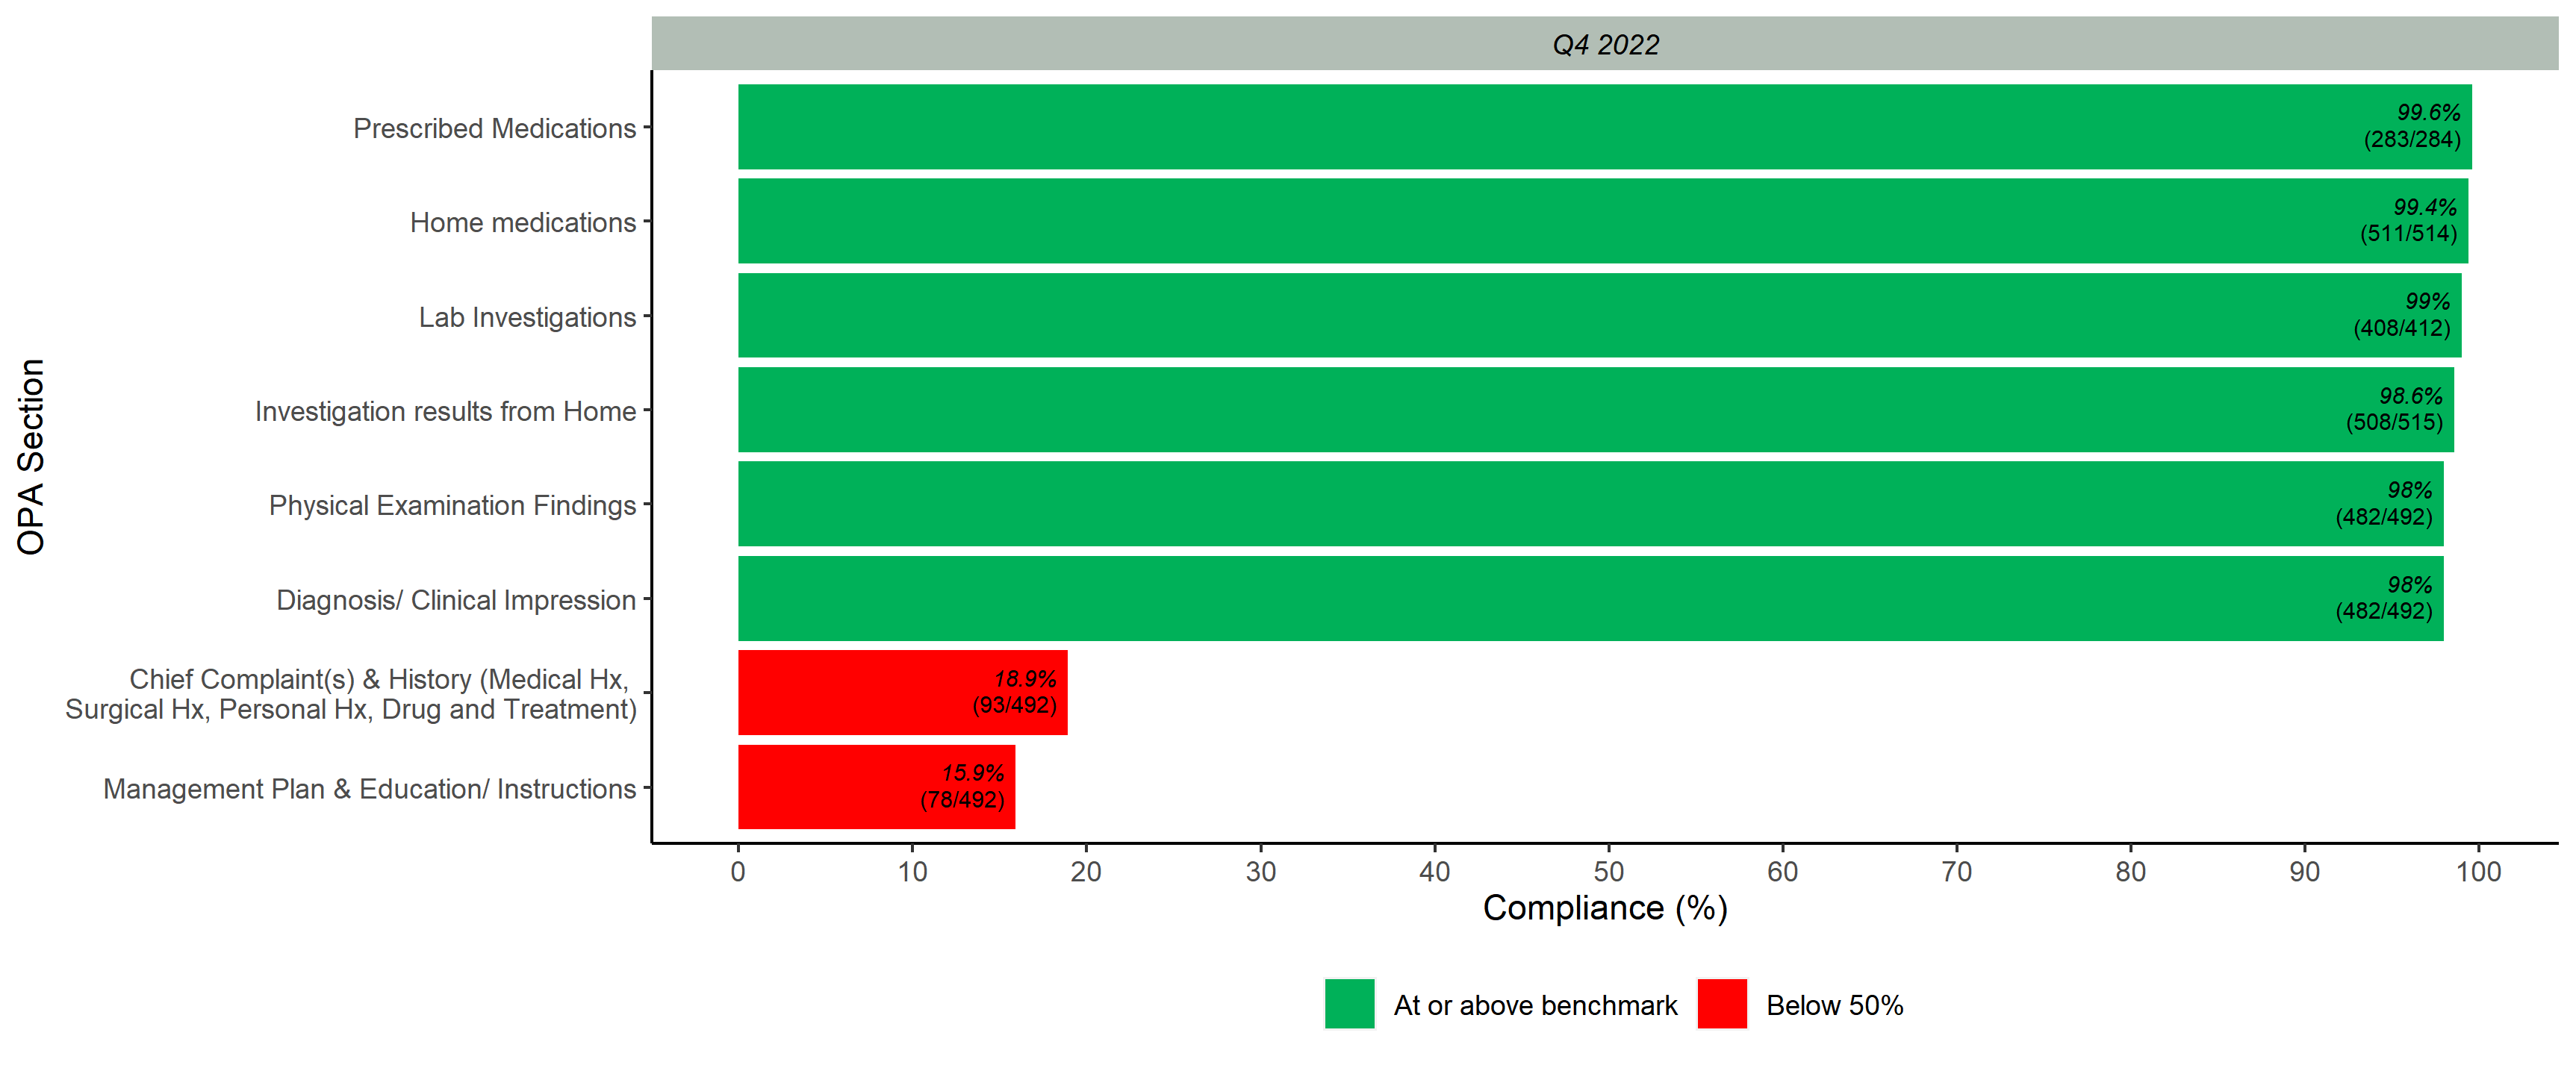 Q4 2022
OPA Section
Prescribed Medications
99.6%
(283/284)
Home medications
99.4%
(511/514)
Lab Investigations
99%
(408/412)
Investigation results from Home
98.6%
(508/515)
Physical Examination Findings
98%
(482/492)
Diagnosis/ Clinical Impression
98%
(482/492)
Chief Complaint(s) & History (Medical Hx,
Surgical Hx, Personal Hx, Drug and Treatment)
18.9%
(93/492)
Management Plan & Education/ Instructions
15.9%
(78/492)
0 10 20 30 40 50 60 70 80 90 100
Compliance (%)
At or above benchmark Below 50%